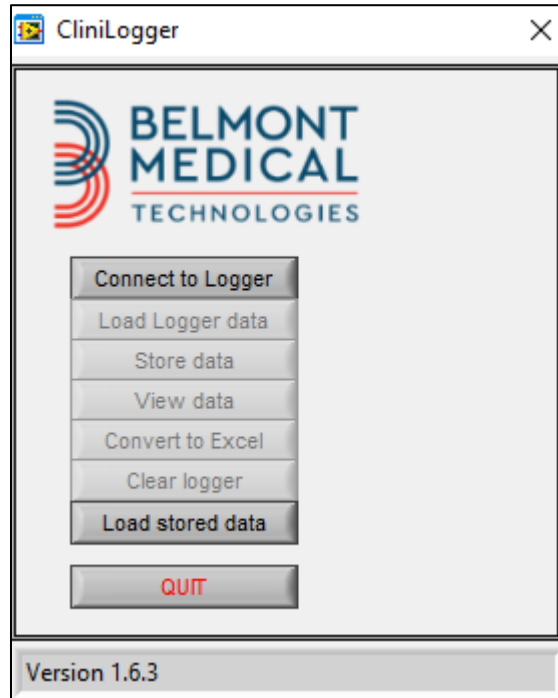 CliniLogger
BELMONT
MEDICAL
TECHNOLOGIES
Connect to Logger
Load Logger data
Store data
View data
Convert to Excel
Clear logger
Load stored data
QUIT
Version 1.6.3